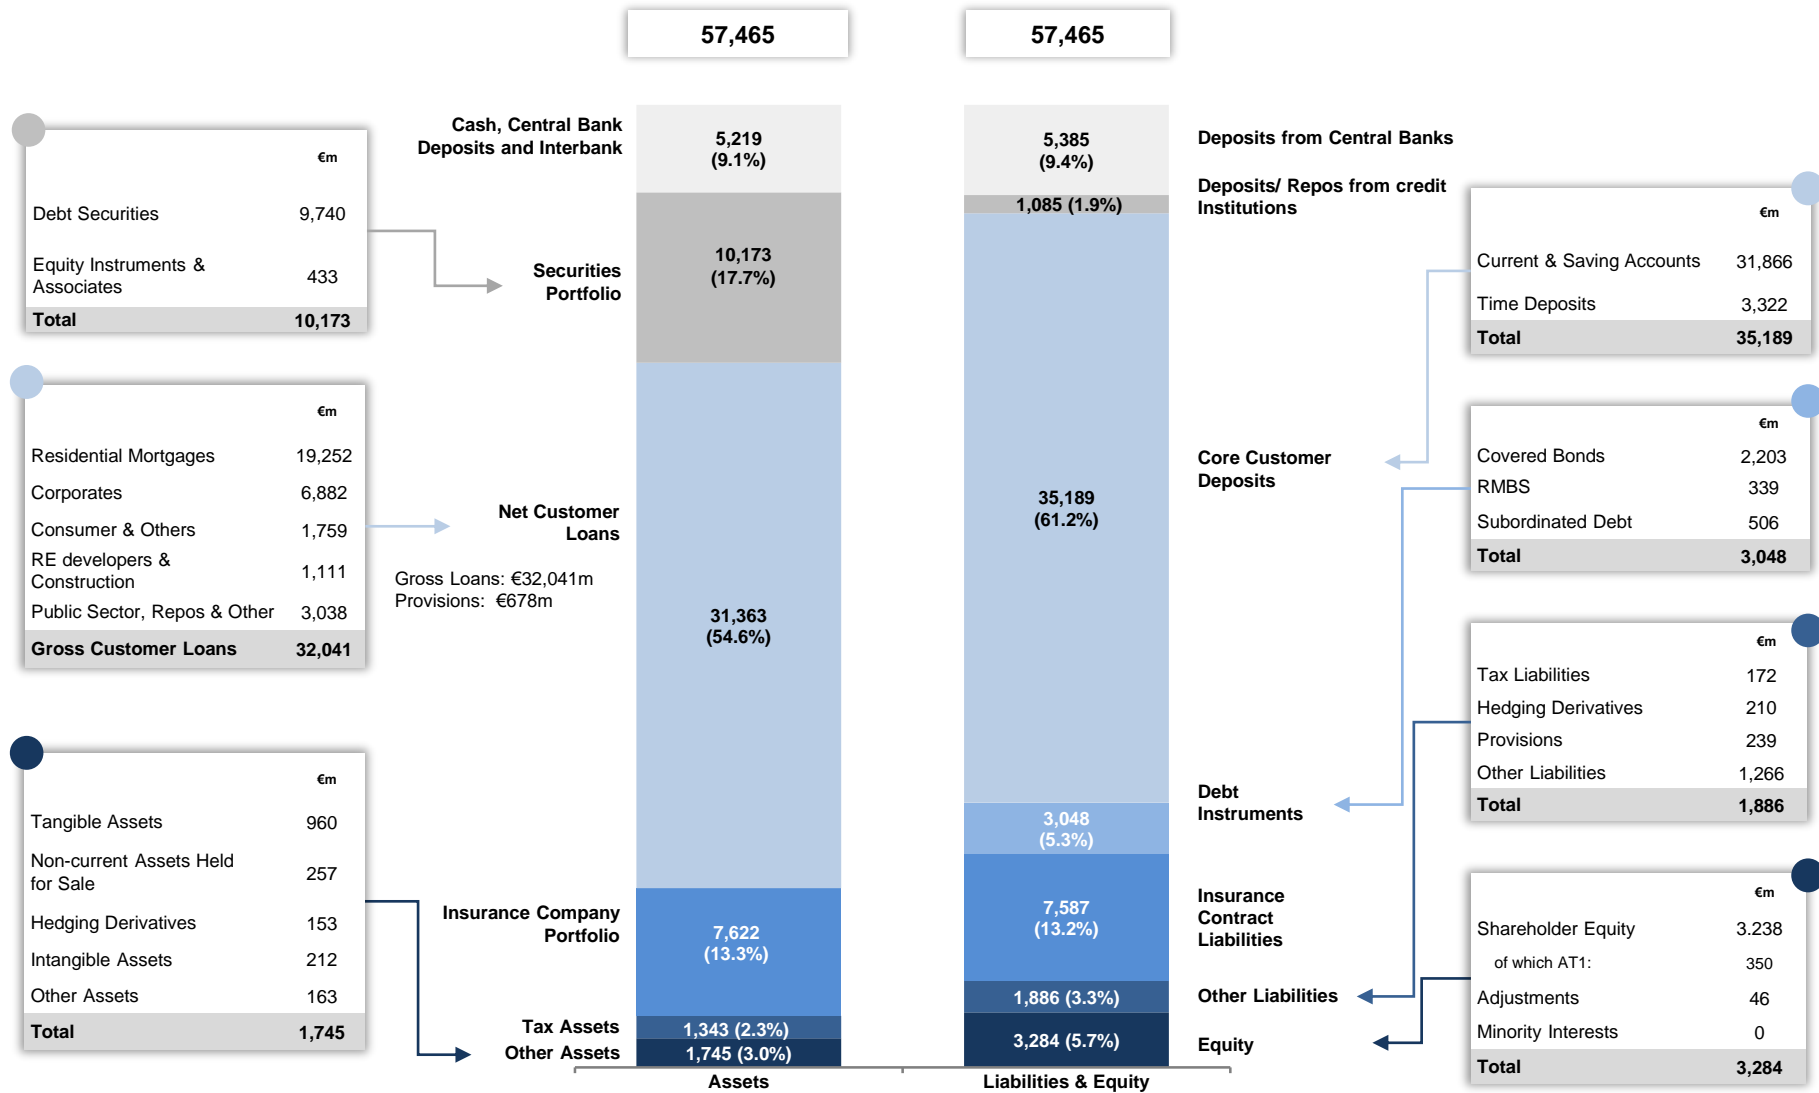 57,465
57,465
€m
Debt Securities 9,740
Equity Instruments &
Associates 433
Total 10,173
€m
Residential Mortgages 19,252
Corporates 6,882
Consumer & Others 1,759
RE developers &
Construction 1,111
Public Sector, Repos & Other 3,038
Gross Customer Loans 32,041
€m
Tangible Assets 960
Non-current Assets Held
for Sale 257
Hedging Derivatives 153
Intangible Assets 212
Other Assets 163
Total 1,745
Cash, Central Bank
Deposits and Interbank
Securities
Portfolio
Net Customer
Loans
Gross Loans: €32,041m
Provisions: €678m
Insurance Company
Portfolio
Tax Assets
Other Assets
5,219
(9.1%)
10,173
(17.7%)
31,363
(54.6%)
7,622
(13.3%)
1,343 (2.3%)
1,745 (3.0%)
Assets
5,385
(9.4%)
1,085 (1.9%)
35,189
(61.2%)
3,048
(5.3%)
7,587
(13.2%)
1,886 (3.3%)
3,284 (5.7%)
Liabilities & Equity
Deposits from Central Banks
Deposits/ Repos from credit
Institutions
Core Customer
Deposits
Debt
Instruments
Insurance
Contract
Liabilities
Other Liabilities
Equity
€m
Current & Saving Accounts 31,866
Time Deposits 3,322
Total 35,189
€m
Covered Bonds 2,203
RMBS 339
Subordinated Debt 506
Total 3,048
€m
Tax Liabilities 172
Hedging Derivatives 210
Provisions 239
Other Liabilities 1,266
Total 1,886
€m
Shareholder Equity 3.238
of which AT1: 350
Adjustments 46
Minority Interests 0
Total 3,284